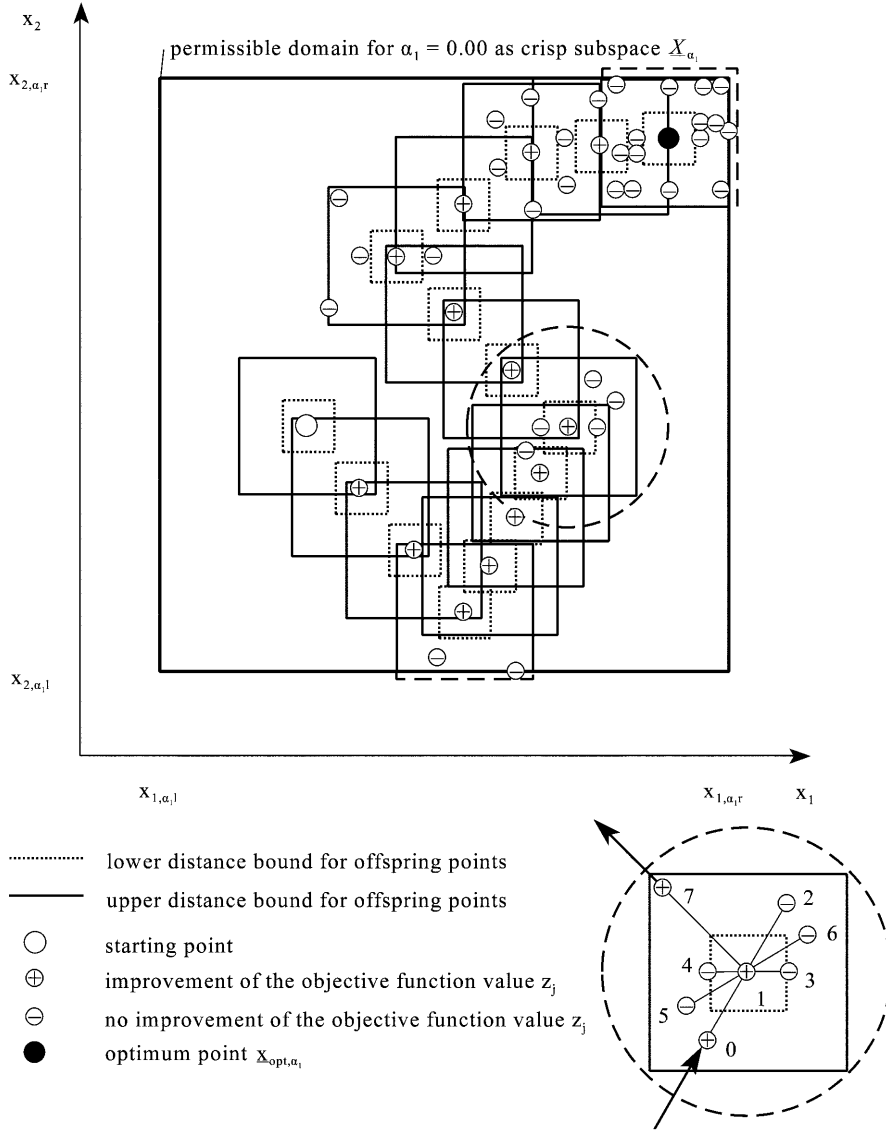 x₂
permissible domain for α₁ = 0.00 as crisp subspace X_α₁
x₂,α₁r
x₂,α₁l
x₁,α₁l
x₁,α₁r
x₁
lower distance bound for offspring points
upper distance bound for offspring points
starting point
improvement of the objective function value zⱼ
no improvement of the objective function value zⱼ
optimum point x_opt,α₁
7
2
6
4
3
1
5
0